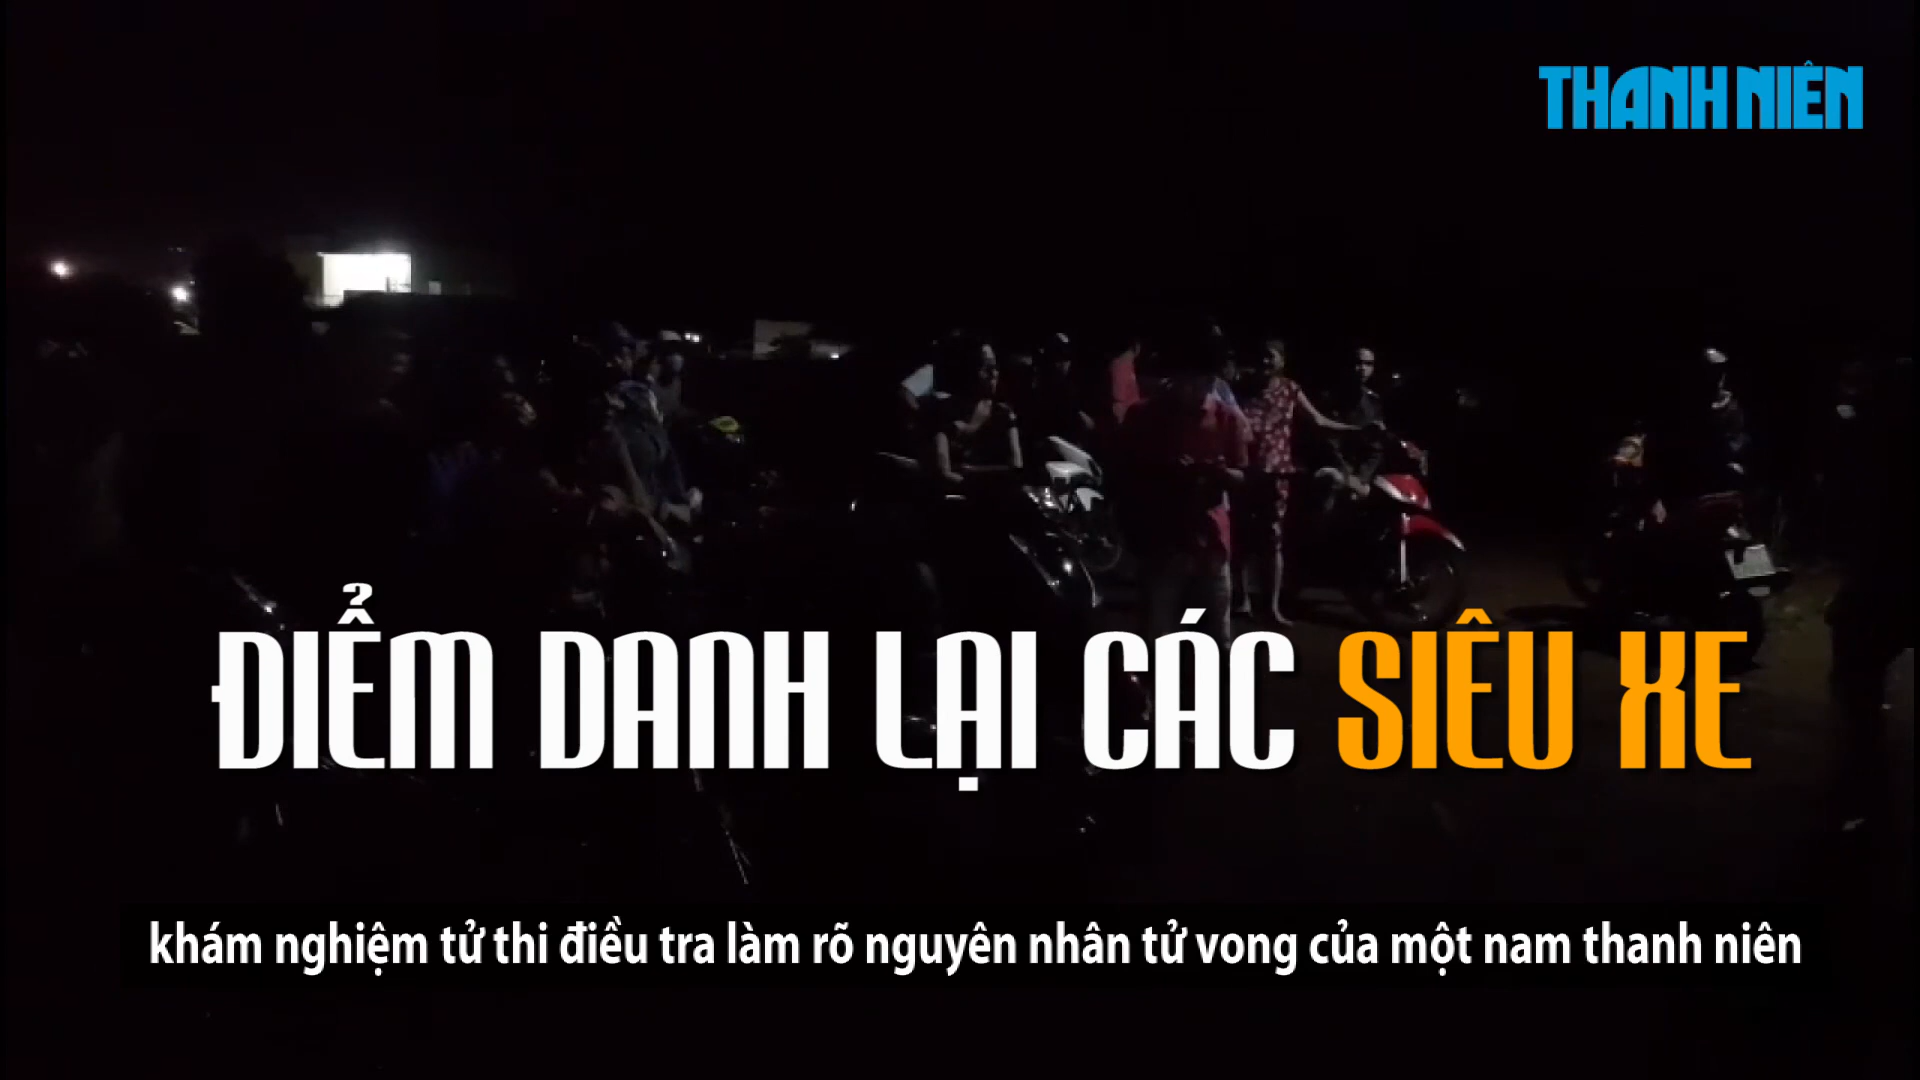 THANH NIÊN
ĐIỂM DANH LẠI CÁC SIÊU XE
khám nghiệm tử thi điều tra làm rõ nguyên nhân tử vong của một nam thanh niên